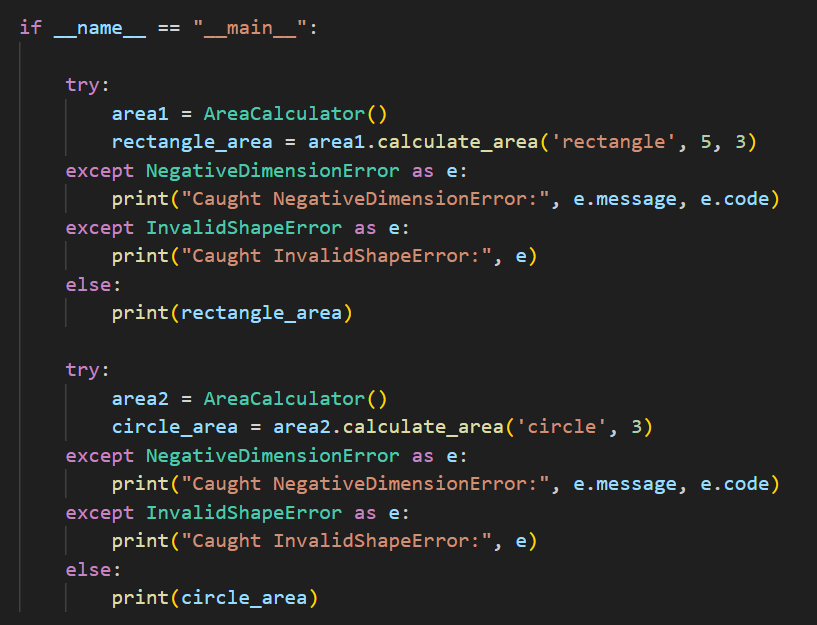 if __name__ == "__main__":
try:
area1 = AreaCalculator()
rectangle_area = area1.calculate_area('rectangle', 5, 3)
except NegativeDimensionError as e:
print("Caught NegativeDimensionError:", e.message, e.code)
except InvalidShapeError as e:
print("Caught InvalidShapeError:", e)
else:
print(rectangle_area)
try:
area2 = AreaCalculator()
circle_area = area2.calculate_area('circle', 3)
except NegativeDimensionError as e:
print("Caught NegativeDimensionError:", e.message, e.code)
except InvalidShapeError as e:
print("Caught InvalidShapeError:", e)
else:
print(circle_area)